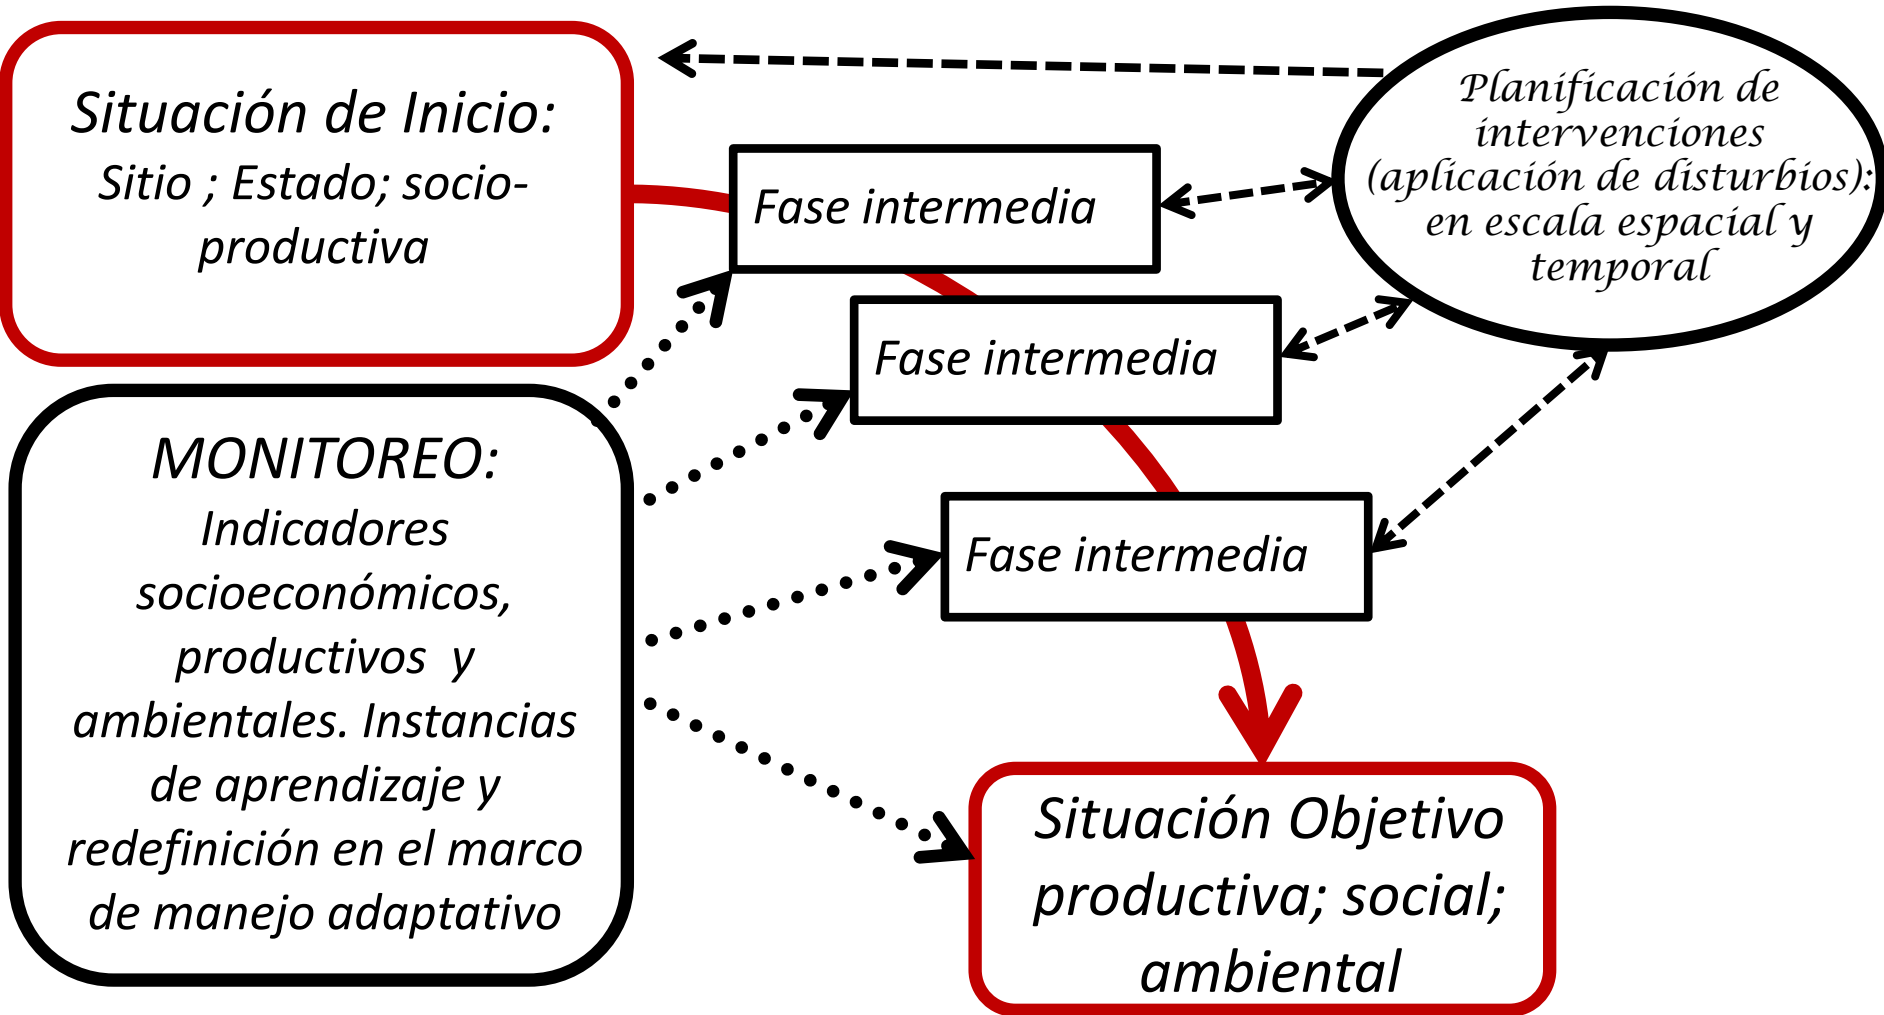 Situación de Inicio:
Sitio ; Estado; socio-
productiva
Planificación de
intervenciones
(aplicación de disturbios):
en escala espacial y
temporal
Fase intermedia
Fase intermedia
Fase intermedia
MONITOREO:
Indicadores
socioeconómicos,
productivos y
ambientales. Instancias
de aprendizaje y
redefinición en el marco
de manejo adaptativo
Situación Objetivo
productiva; social;
ambiental